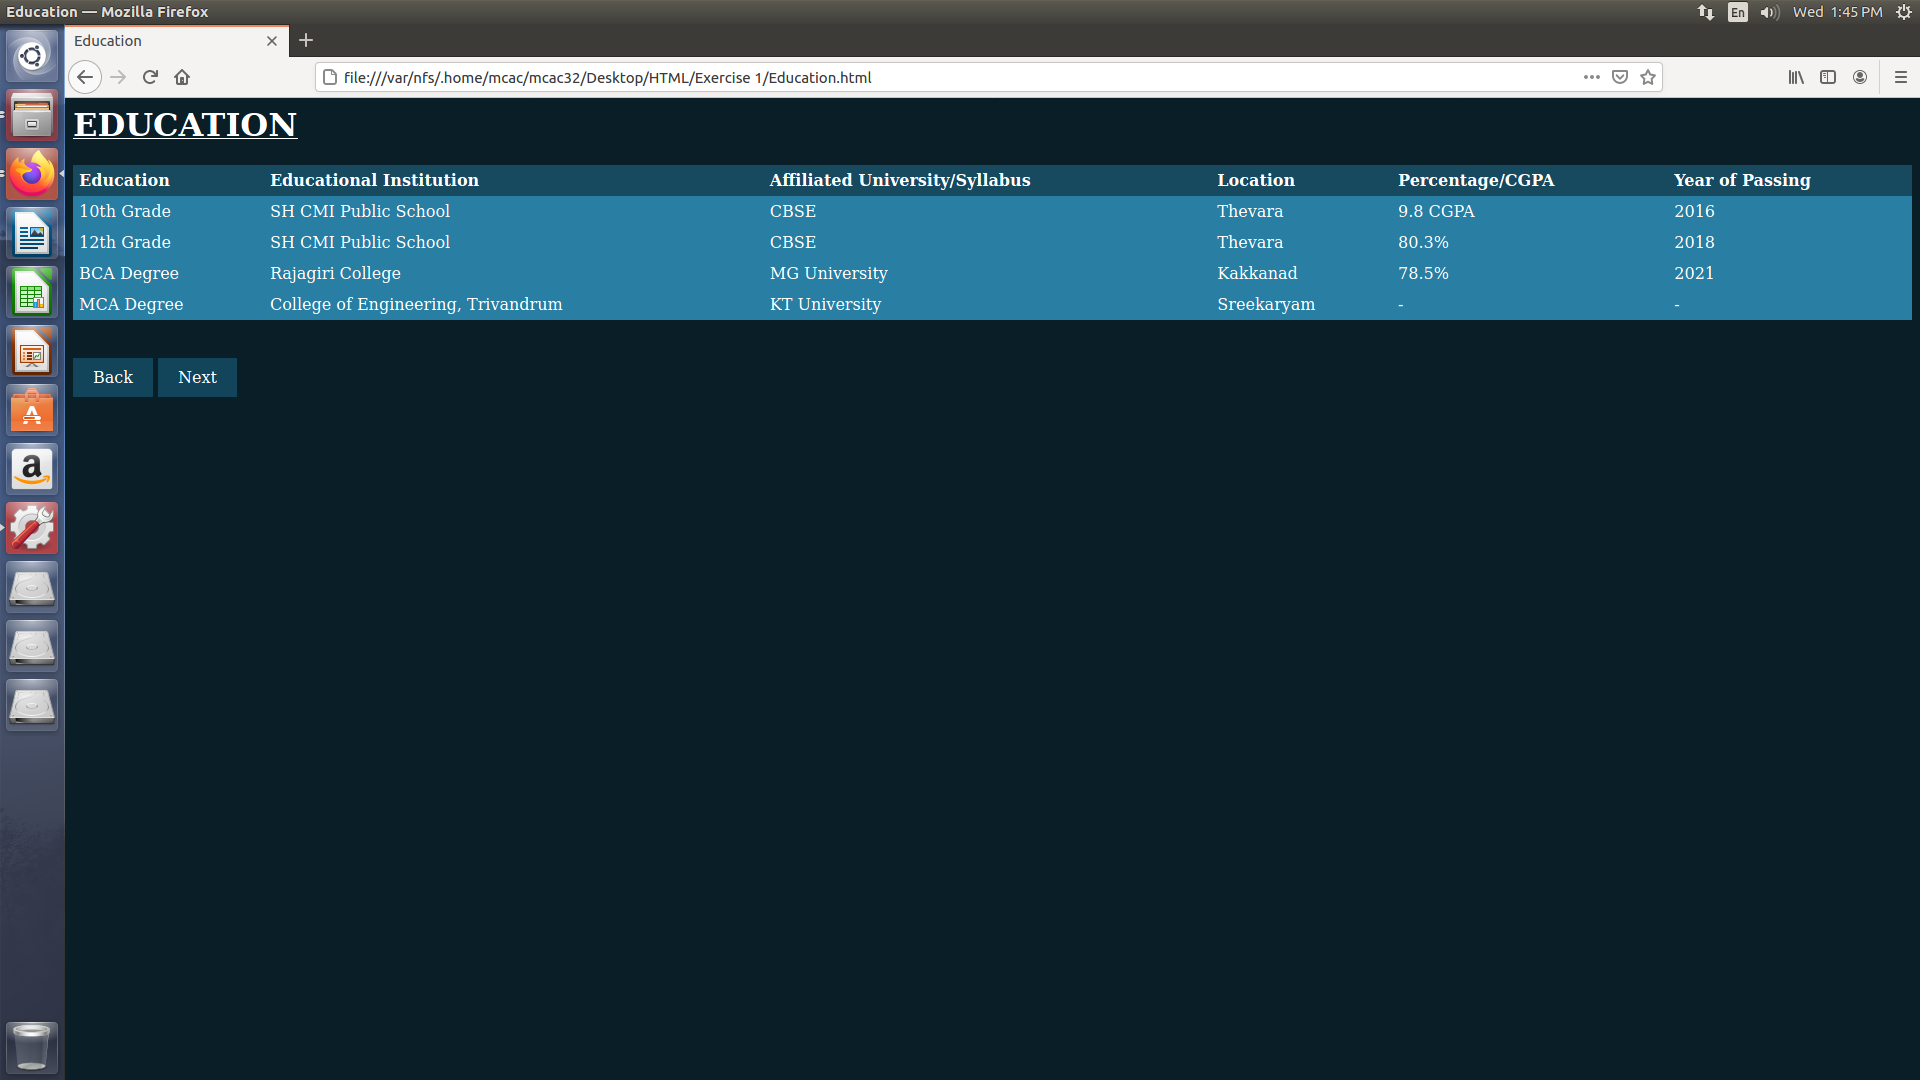 Education — Mozilla Firefox
En
Wed 1:45 PM
Education
file:///var/nfs/.home/mcac/mcac32/Desktop/HTML/Exercise 1/Education.html
EDUCATION
Education Educational Institution Affiliated University/Syllabus Location Percentage/CGPA Year of Passing
10th Grade SH CMI Public School CBSE Thevara 9.8 CGPA 2016
12th Grade SH CMI Public School CBSE Thevara 80.3% 2018
BCA Degree Rajagiri College MG University Kakkanad 78.5% 2021
MCA Degree College of Engineering, Trivandrum KT University Sreekaryam - -
Back Next